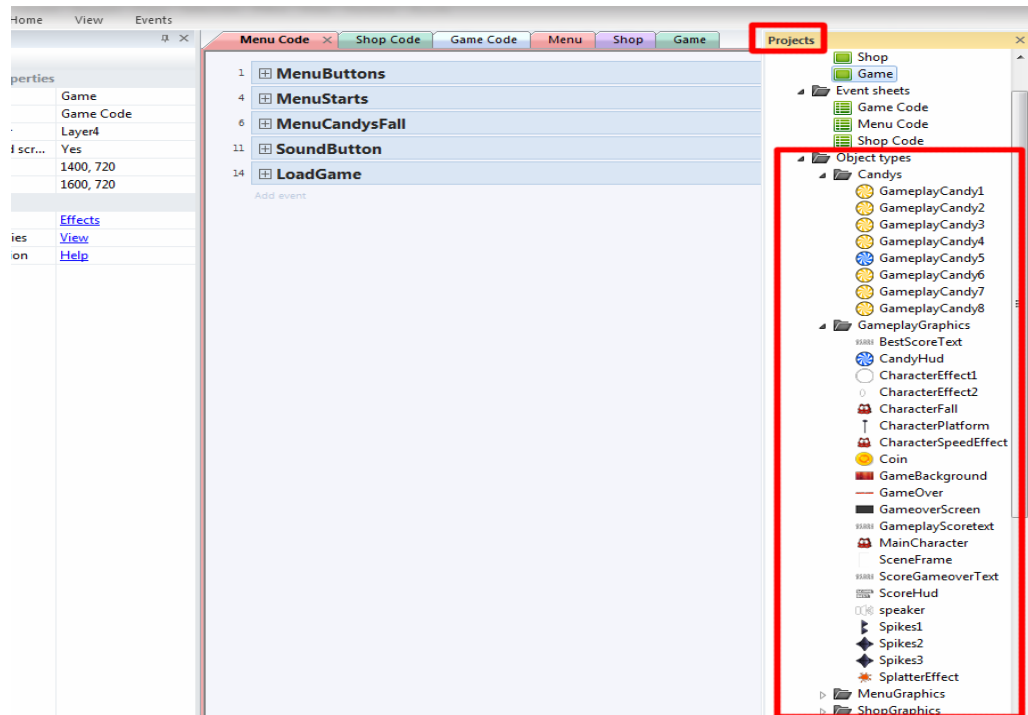 Home View Events
Menu Code × Shop Code Game Code Menu Shop Game
Projects
perties
Game
Game Code
Layer4
d scr... Yes
1400, 720
1600, 720
Effects
ies View
ion Help
1 MenuButtons
4 MenuStarts
6 MenuCandysFall
11 SoundButton
14 LoadGame
Add event
Shop
Game
Event sheets
Game Code
Menu Code
Shop Code
Object types
Candys
GameplayCandy1
GameplayCandy2
GameplayCandy3
GameplayCandy4
GameplayCandy5
GameplayCandy6
GameplayCandy7
GameplayCandy8
GameplayGraphics
BestScoreText
CandyHud
CharacterEffect1
CharacterEffect2
CharacterFall
CharacterPlatform
CharacterSpeedEffect
Coin
GameBackground
GameOver
GameoverScreen
GameplayScoretext
MainCharacter
SceneFrame
ScoreGameoverText
ScoreHud
speaker
Spikes1
Spikes2
Spikes3
SplatterEffect
MenuGraphics
ShopGraphics